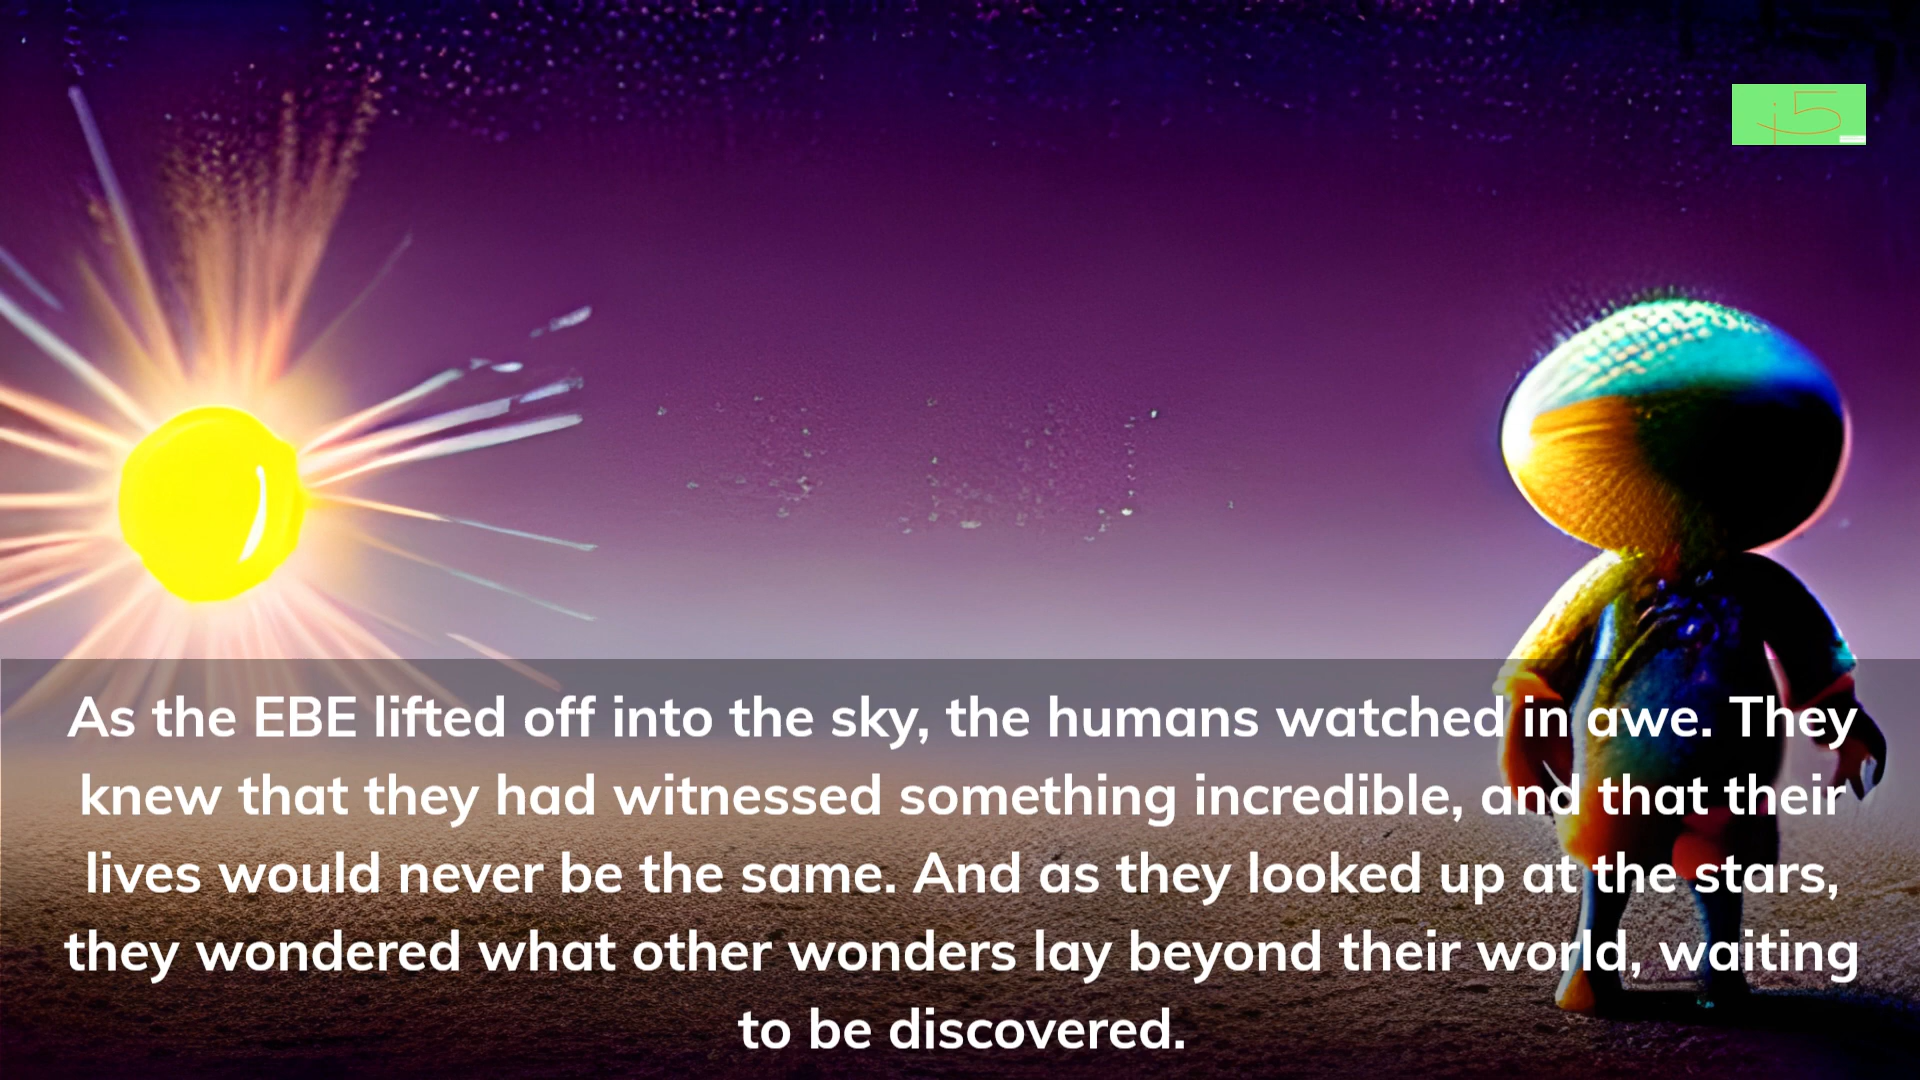 i5
As the EBE lifted off into the sky, the humans watched in awe. They
knew that they had witnessed something incredible, and that their
lives would never be the same. And as they looked up at the stars,
they wondered what other wonders lay beyond their world, waiting
to be discovered.